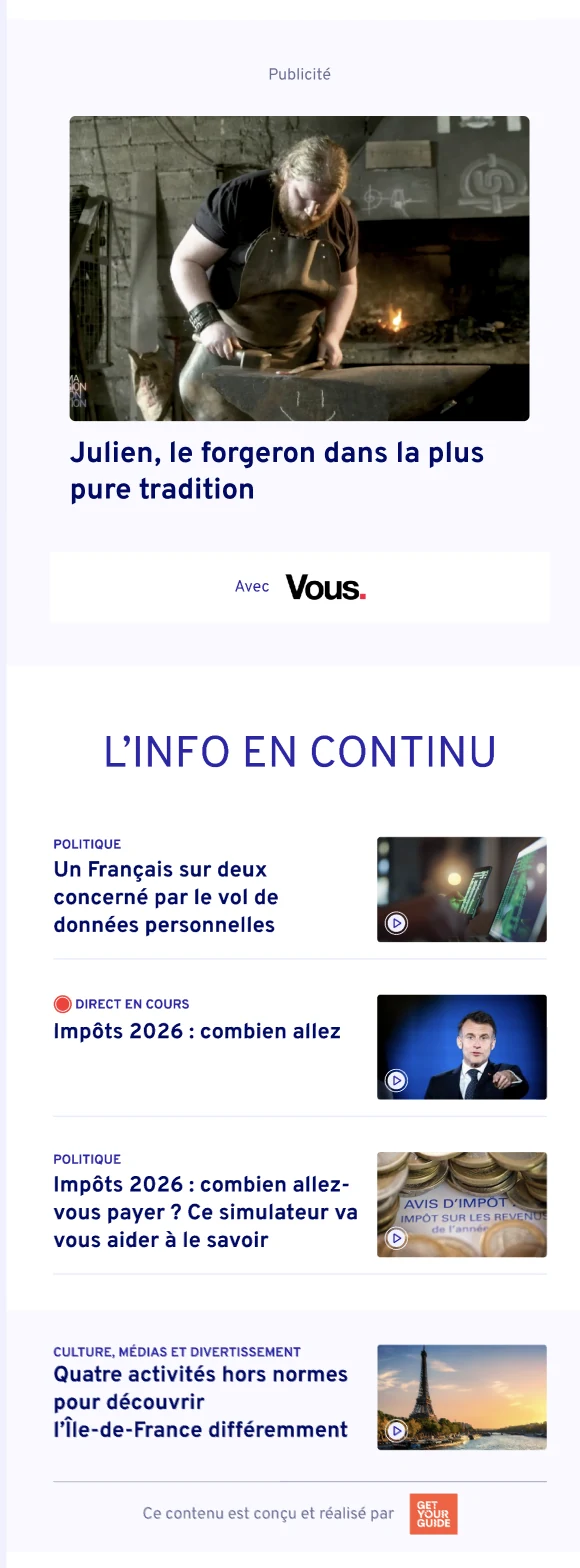 Publicité
Julien, le forgeron dans la plus
pure tradition
Avec Vous.
L’INFO EN CONTINU
POLITIQUE
Un Français sur deux
concerné par le vol de
données personnelles
DIRECT EN COURS
Impôts 2026 : combien allez
POLITIQUE
Impôts 2026 : combien allez-
vous payer ? Ce simulateur va
vous aider à le savoir
AVIS D’IMPÔT
IMPÔT SUR LES REVENUS
de l’année
CULTURE, MÉDIAS ET DIVERTISSEMENT
Quatre activités hors normes
pour découvrir
l’Île-de-France différemment
Ce contenu est conçu et réalisé par
GET
YOUR
GUIDE